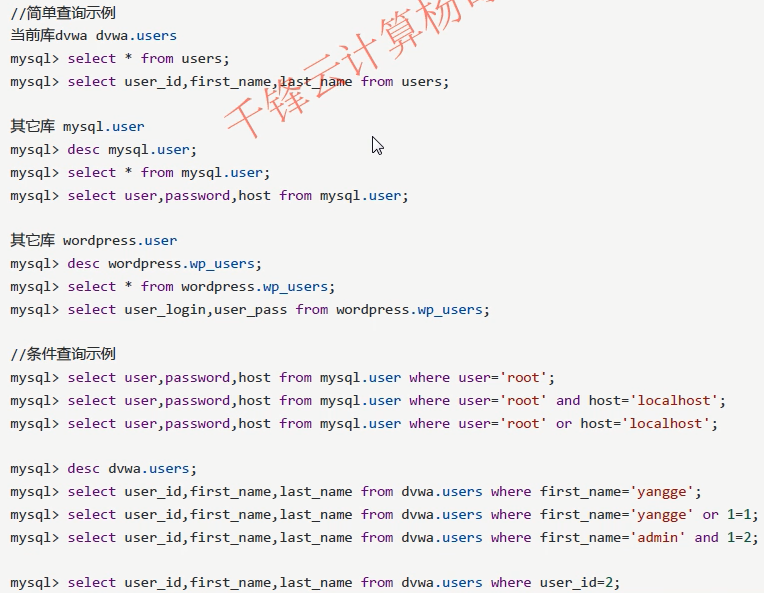 //简单查询示例
当前库dvwa dvwa.users
mysql> select * from users;
mysql> select user_id,first_name,last_name from users;
其它库 mysql.user
mysql> desc mysql.user;
mysql> select * from mysql.user;
mysql> select user,password,host from mysql.user;
其它库 wordpress.user
mysql> desc wordpress.wp_users;
mysql> select * from wordpress.wp_users;
mysql> select user_login,user_pass from wordpress.wp_users;
//条件查询示例
mysql> select user,password,host from mysql.user where user='root';
mysql> select user,password,host from mysql.user where user='root' and host='localhost';
mysql> select user,password,host from mysql.user where user='root' or host='localhost';
mysql> desc dvwa.users;
mysql> select user_id,first_name,last_name from dvwa.users where first_name='yangge';
mysql> select user_id,first_name,last_name from dvwa.users where first_name='yangge' or 1=1;
mysql> select user_id,first_name,last_name from dvwa.users where first_name='admin' and 1=2;
mysql> select user_id,first_name,last_name from dvwa.users where user_id=2;
千锋云计算杨